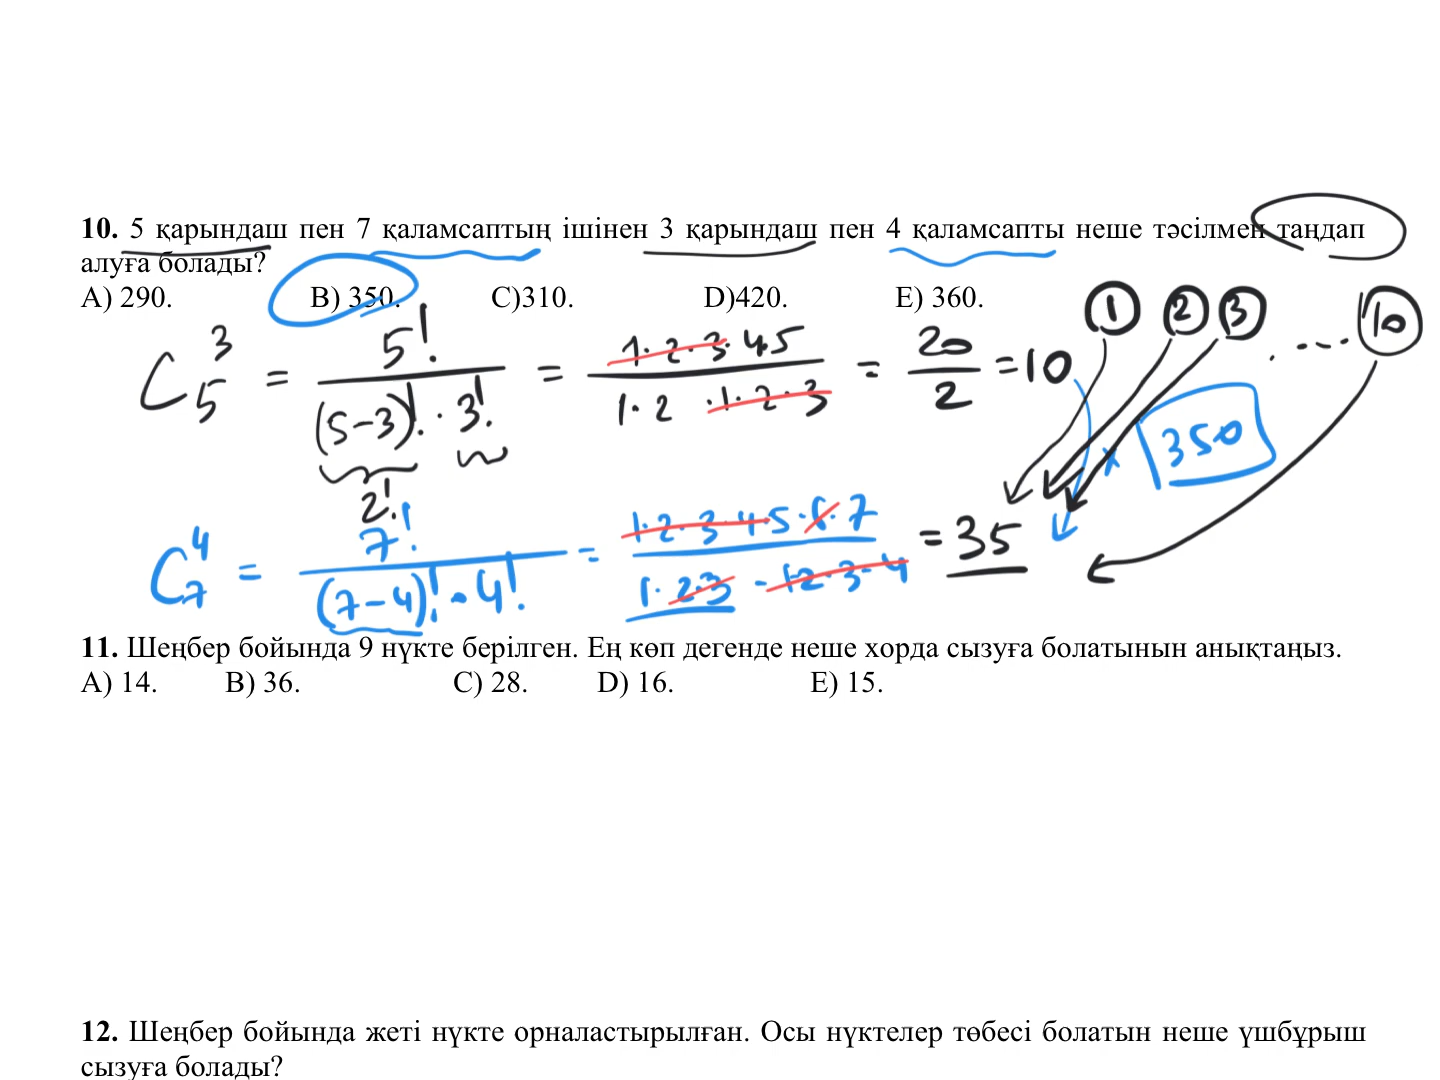 10. 5 қарындаш пен 7 қаламсаптың ішінен 3 қарындаш пен 4 қаламсапты неше тәсілмен таңдап
алуға болады?
A) 290. B) 350. C)310. D)420. E) 360.
① ② ③ . .... ⑩
C₅³ = 5! / ((5-3)! · 3!) = 1·2·3·4·5 / 1·2 ·1·2·3 = 20/2 = 10
2!
x 350
C₇⁴ = 7! / ((7-4)! · 4!) = 1·2·3·4·5·6·7 / 1·2·3 - 1·2·3·4 = 35
11. Шеңбер бойында 9 нүкте берілген. Ең көп дегенде неше хорда сызуға болатынын анықтаңыз.
A) 14. B) 36. C) 28. D) 16. E) 15.
12. Шеңбер бойында жеті нүкте орналастырылған. Осы нүктелер төбесі болатын неше үшбұрыш
сызуға болады?